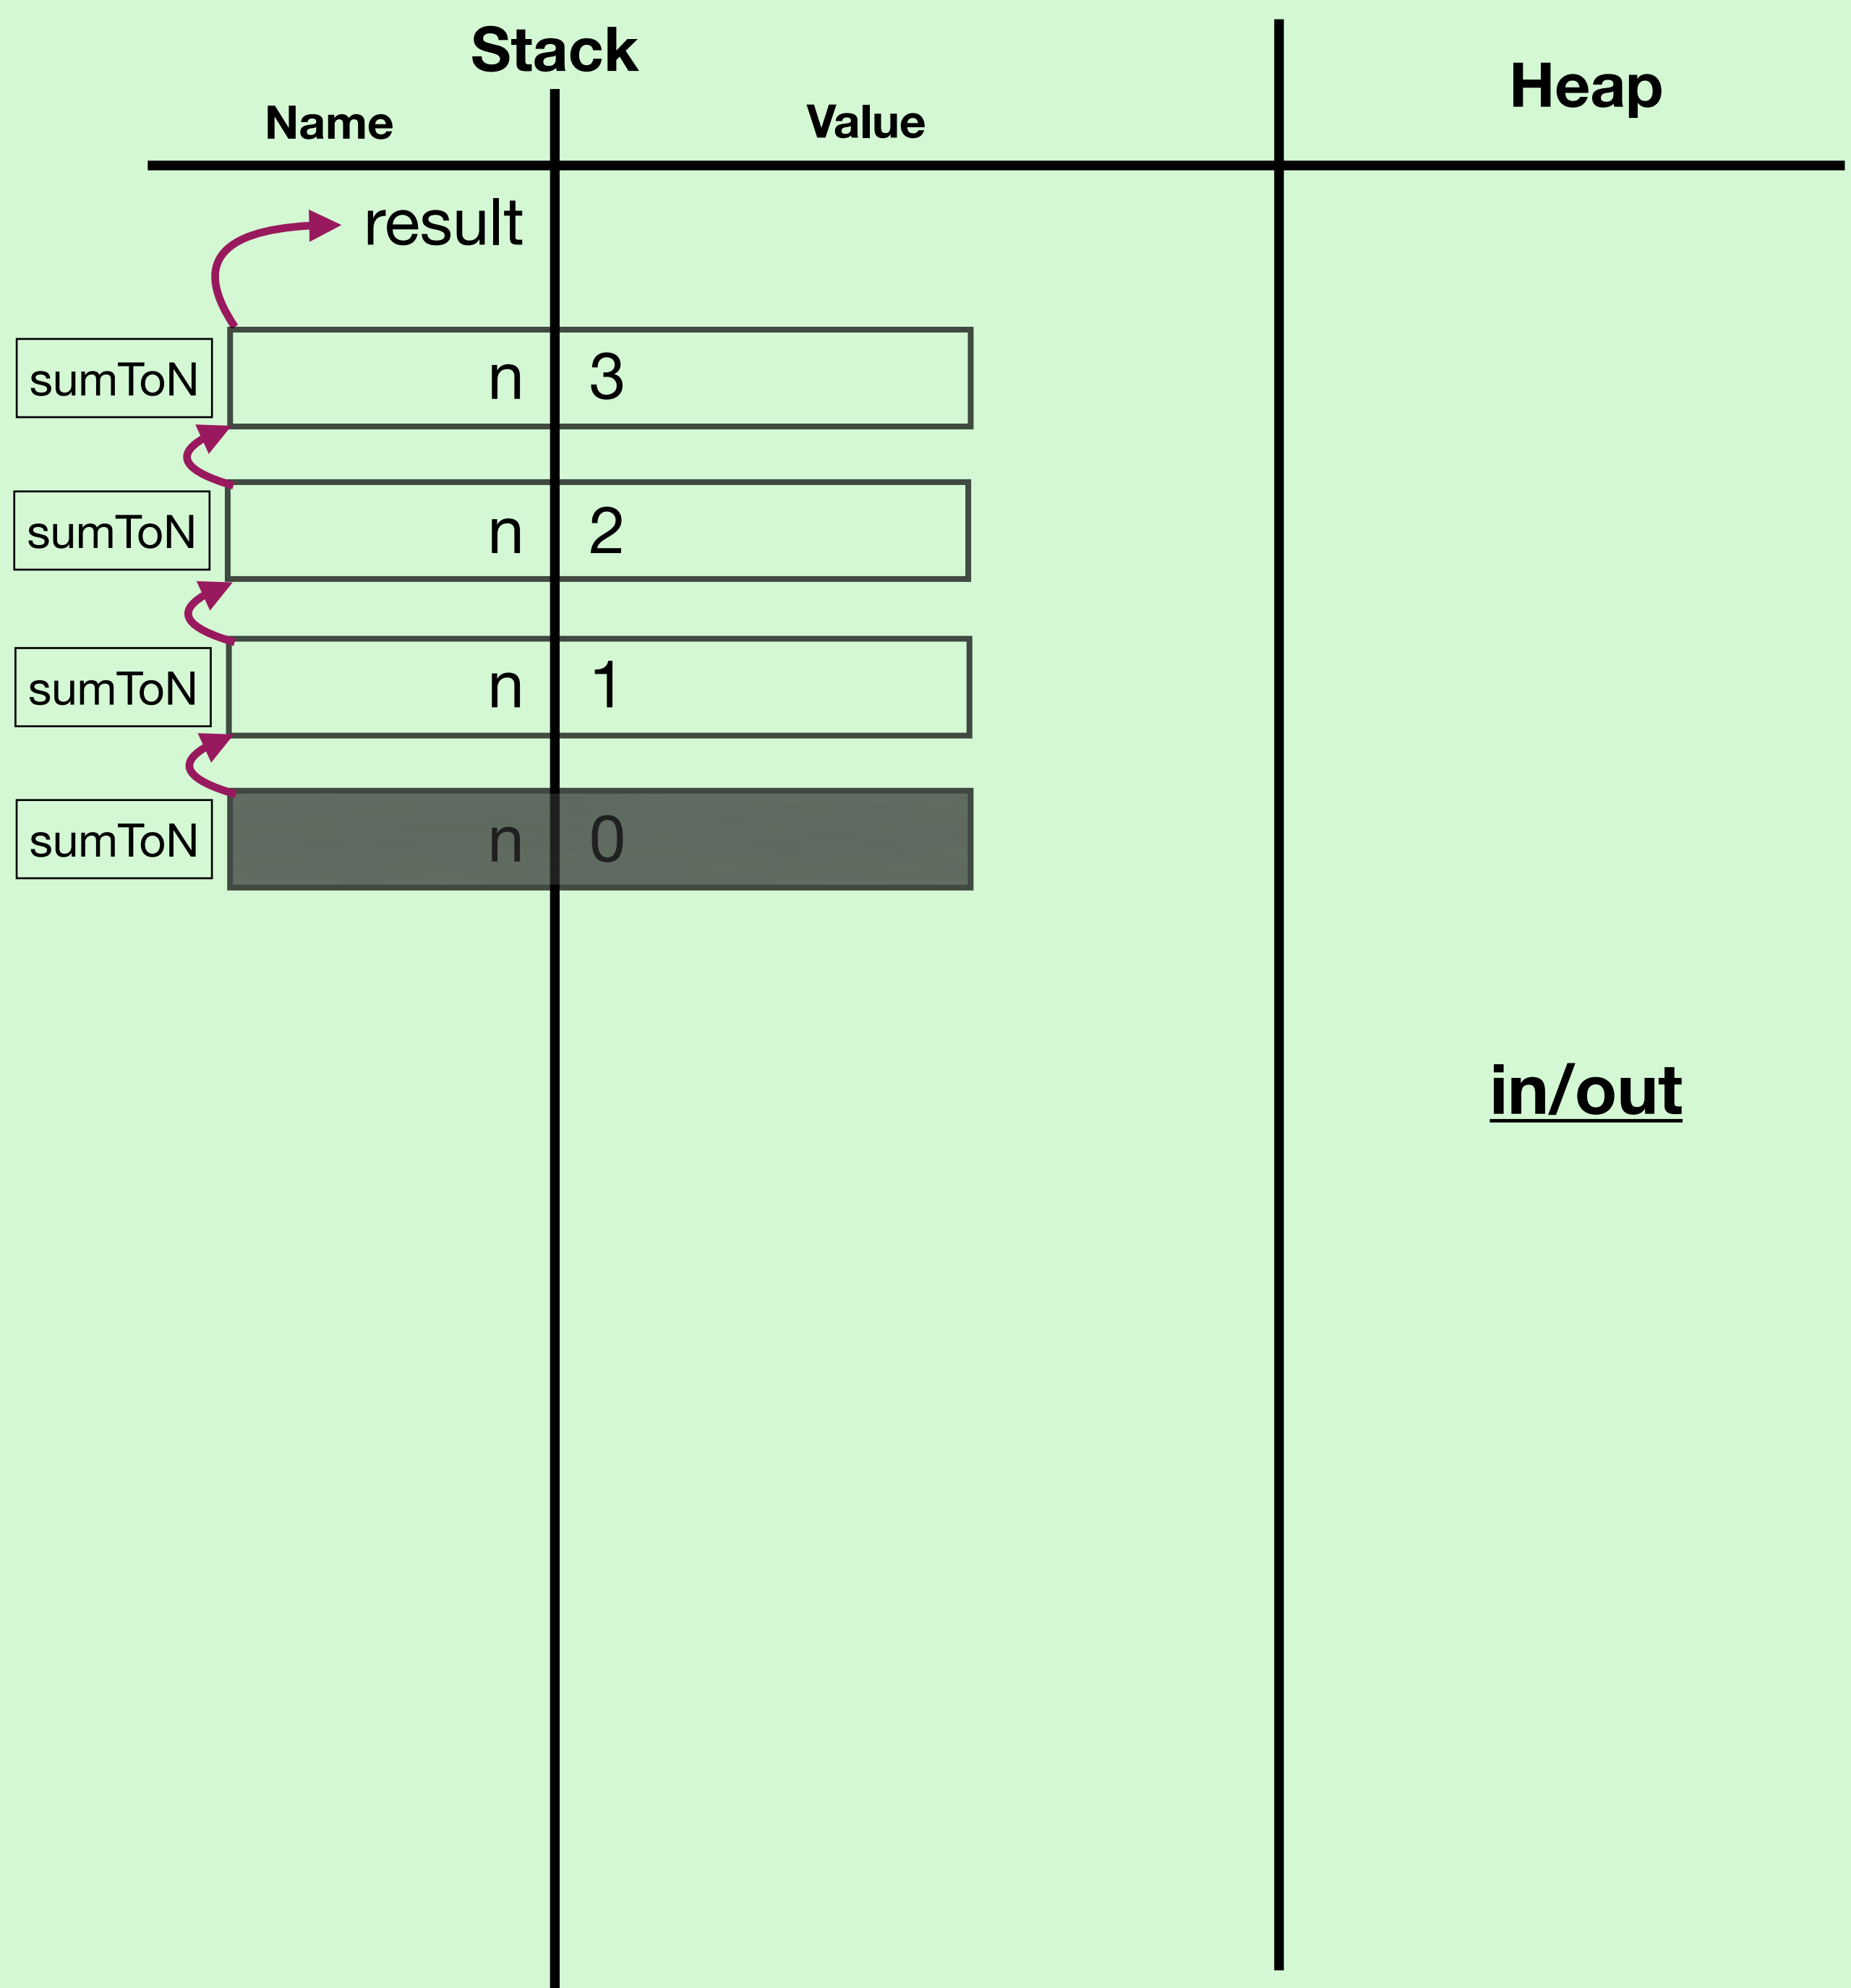 Stack
Heap
Name Value
result
sumToN n 3
sumToN n 2
sumToN n 1
sumToN n 0
in/out